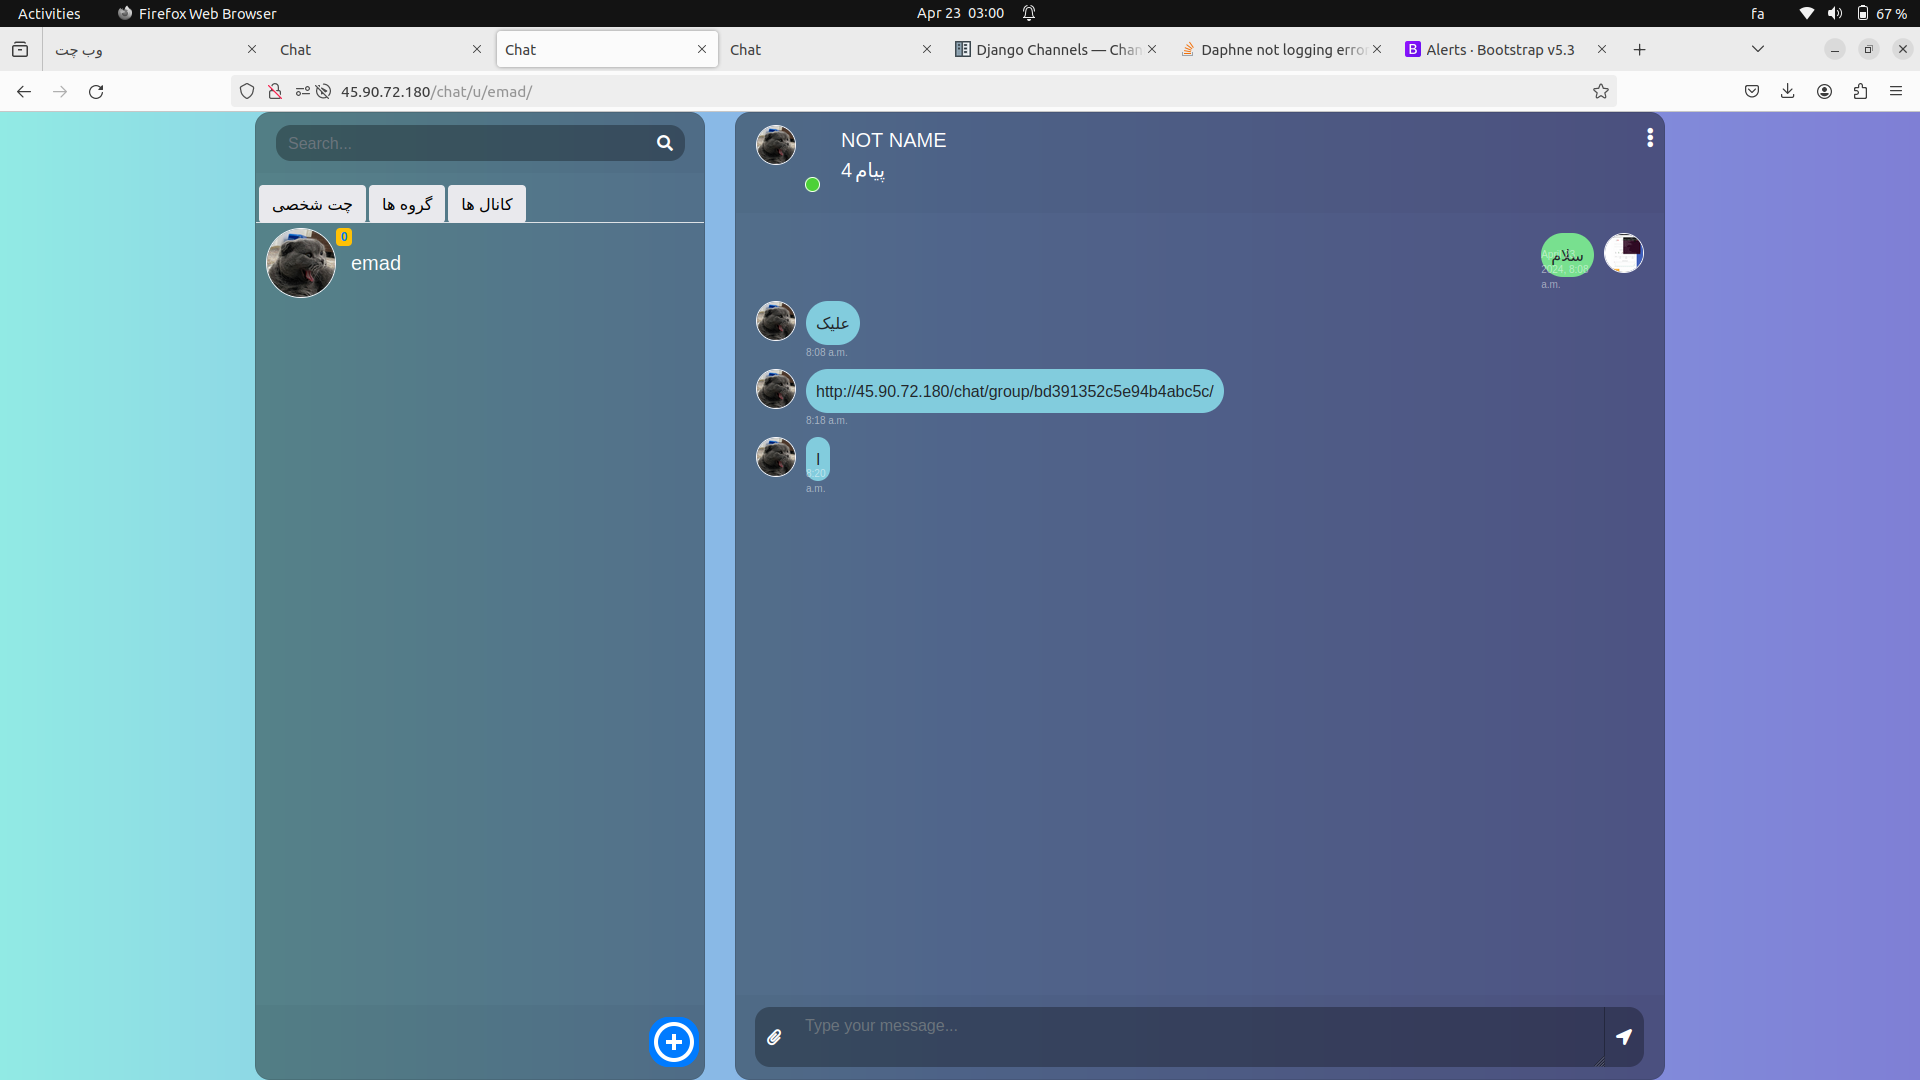 Activities
Firefox Web Browser
Apr 23 03:00
fa
67 %
وب چت
Chat
Chat
Chat
Django Channels — Chan
Daphne not logging erro
Alerts · Bootstrap v5.3
45.90.72.180/chat/u/emad/
Search...
چت شخصی
گروه ها
کانال ها
0
emad
NOT NAME
4 پیام
سلام
2024, 8:08
a.m.
علیک
8:08 a.m.
http://45.90.72.180/chat/group/bd391352c5e94b4abc5c/
8:18 a.m.
ا
8:20
a.m.
Type your message...